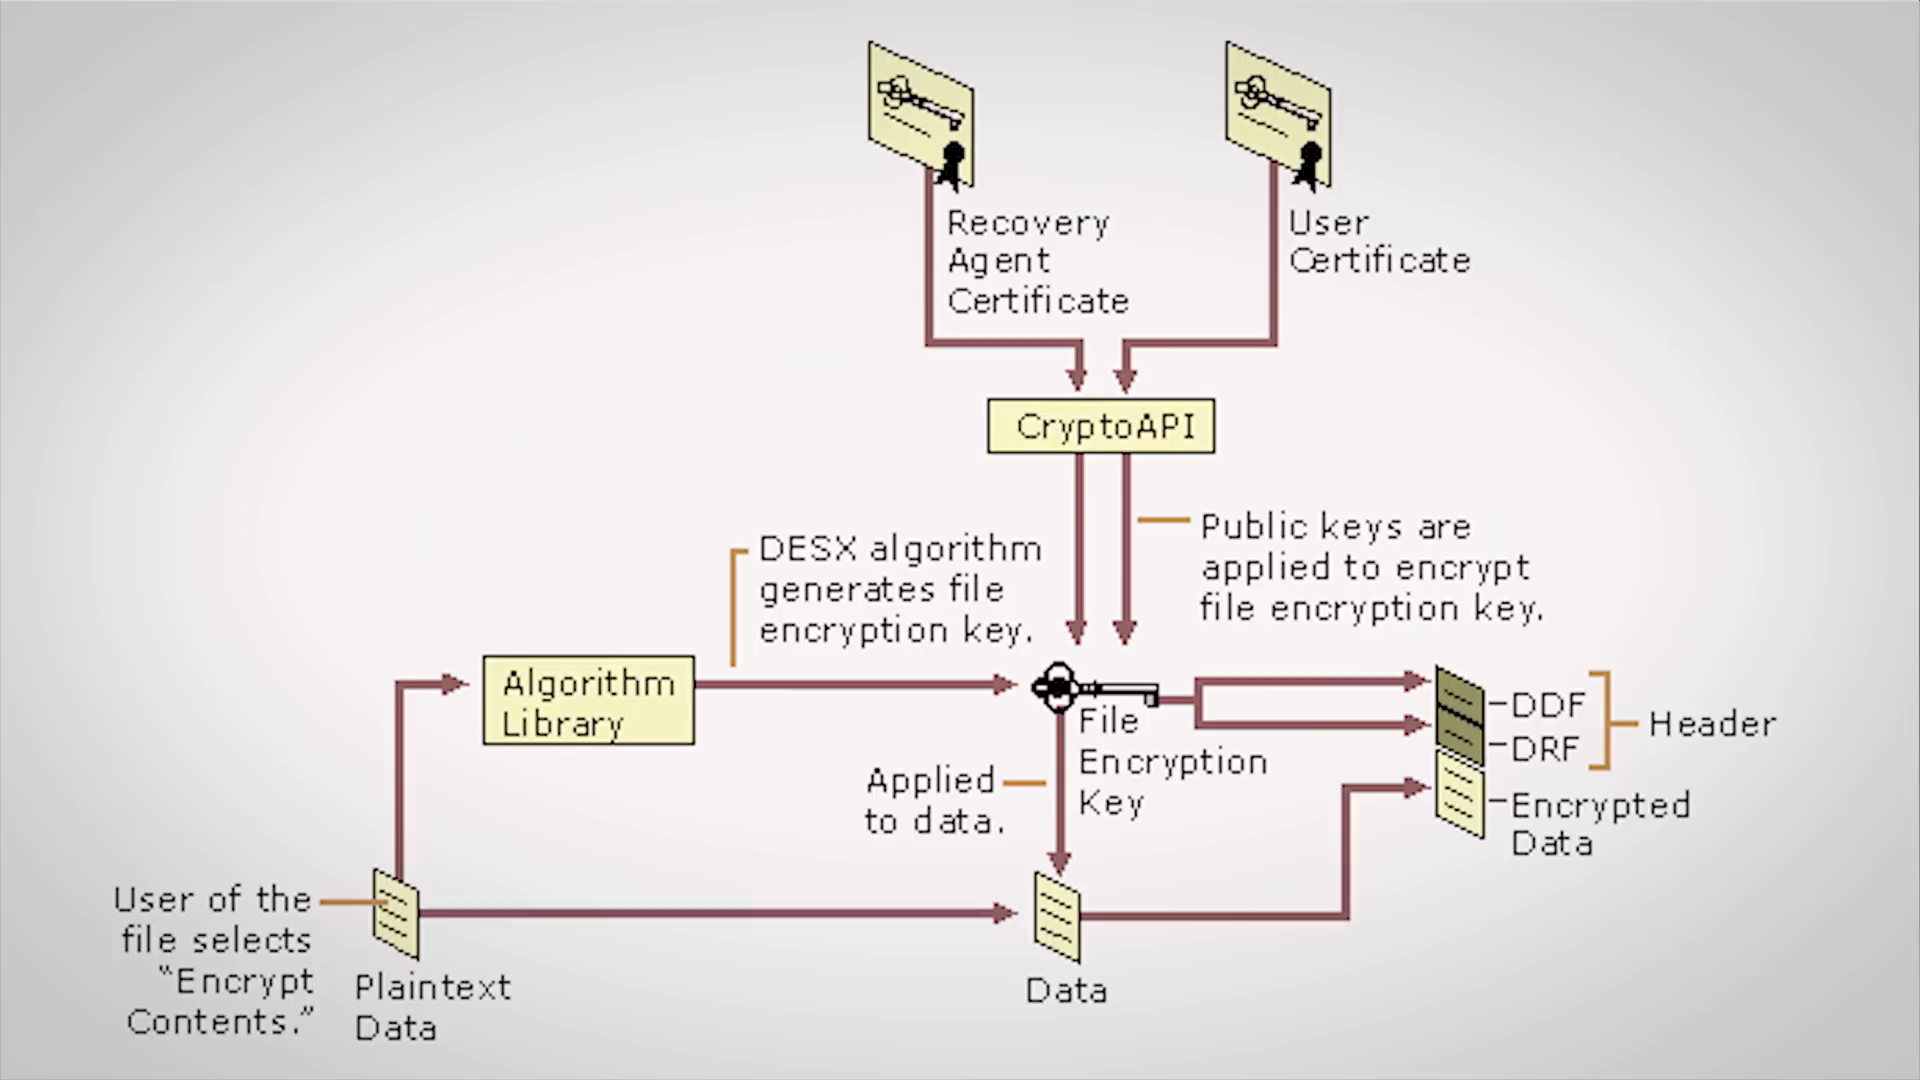 Recovery
Agent
Certificate
User
Certificate
CryptoAPI
Public keys are
applied to encrypt
file encryption key.
DESX algorithm
generates file
encryption key.
Algorithm
Library
File
Encryption
Key
DDF
DRF
Header
Applied
to data.
Encrypted
Data
User of the
file selects
“Encrypt
Contents.”
Plaintext
Data
Data